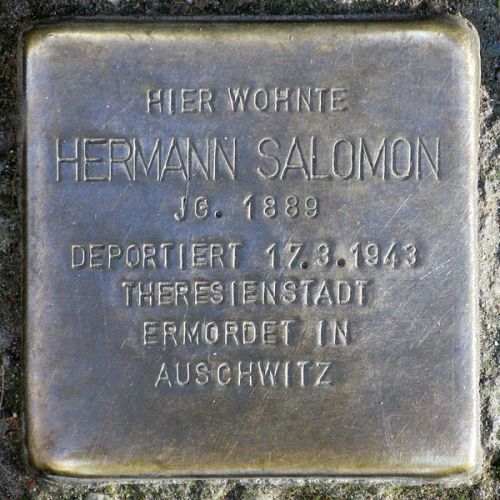 HIER WOHNTE
HERMANN SALOMON
JG. 1889
DEPORTIERT 17.3.1943
THERESIENSTADT
ERMORDET IN
AUSCHWITZ